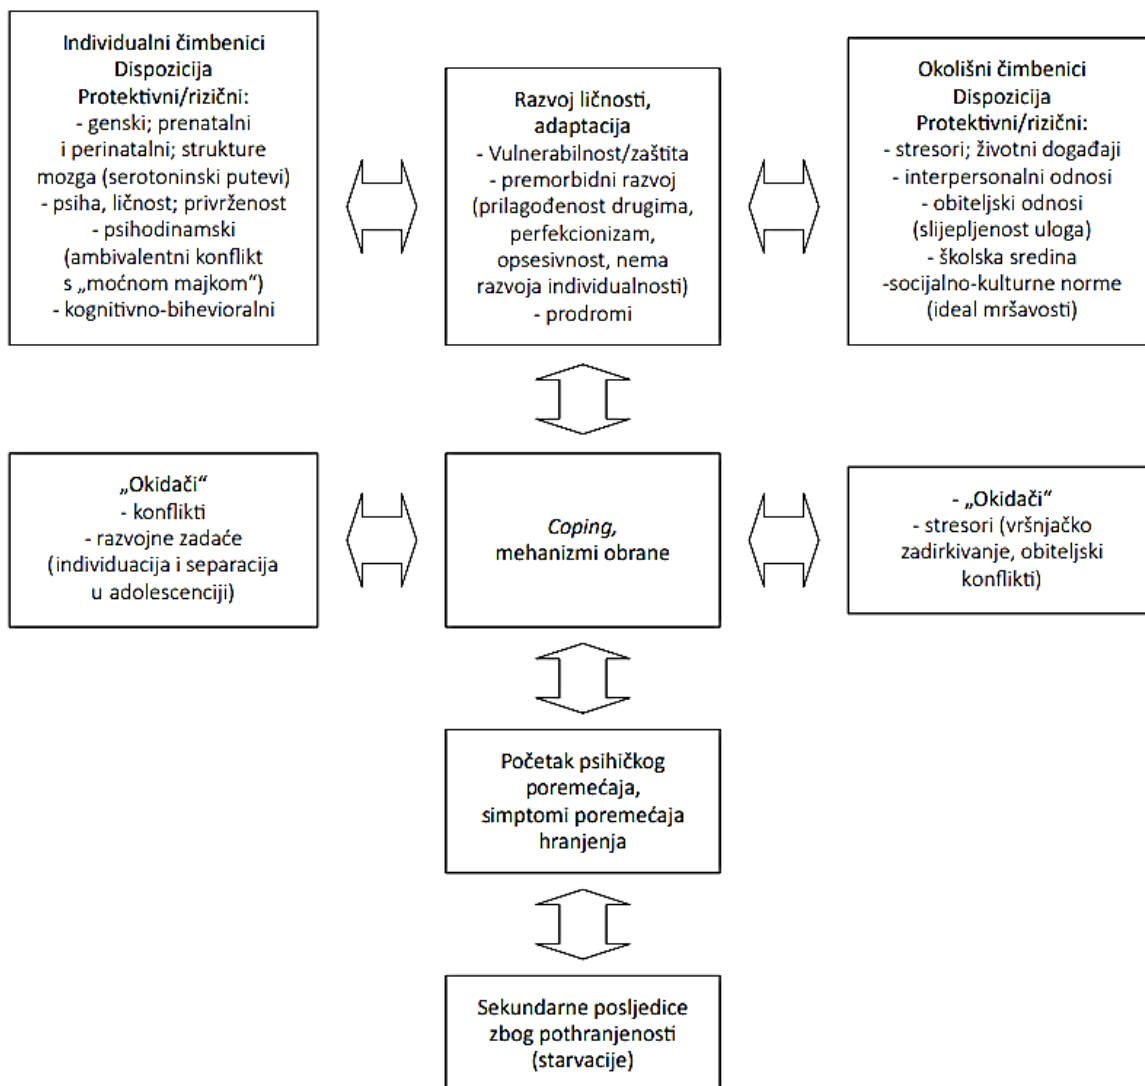 Individualni čimbenici
Dispozicija
Protektivni/rizični:
- genski; prenatalni
i perinatalni; strukture
mozga (serotoninski putevi)
- psiha, ličnost; privrženost
- psihodinamski
(ambivalentni konflikt
s „moćnom majkom“)
- kognitivno-bihevioralni
Razvoj ličnosti,
adaptacija
- Vulnerabilnost/zaštita
- premorbidni razvoj
(prilagođenost drugima,
perfekcionizam,
opsesivnost, nema
razvoja individualnosti)
- prodromi
Okolišni čimbenici
Dispozicija
Protektivni/rizični:
- stresori; životni događaji
- interpersonalni odnosi
- obiteljski odnosi
(slijepljenost uloga)
- školska sredina
-socijalno-kulturne norme
(ideal mršavosti)
„Okidači“
- konflikti
- razvojne zadaće
(individuacija i separacija
u adolescenciji)
Coping,
mehanizmi obrane
- „Okidači“
- stresori (vršnjačko
zadirkivanje, obiteljski
konflikti)
Početak psihičkog
poremećaja,
simptomi poremećaja
hranjenja
Sekundarne posljedice
zbog pothranjenosti
(starvacije)